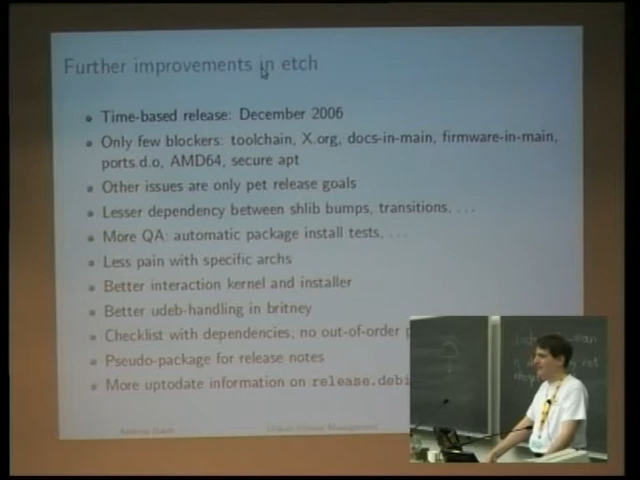 Further improvements in etch
Time-based release: December 2006
Only few blockers: toolchain, X.org, docs-in-main, firmware-in-main,
ports.d.o, AMD64, secure apt
Other issues are only pet release goals
Lesser dependency between shlib bumps, transitions, ...
More QA: automatic package install tests, ...
Less pain with specific archs
Better interaction kernel and installer
Better udeb-handling in britney
Checklist with dependencies, no out-of-order
Pseudo-package for release notes
More uptodate information on release.debi